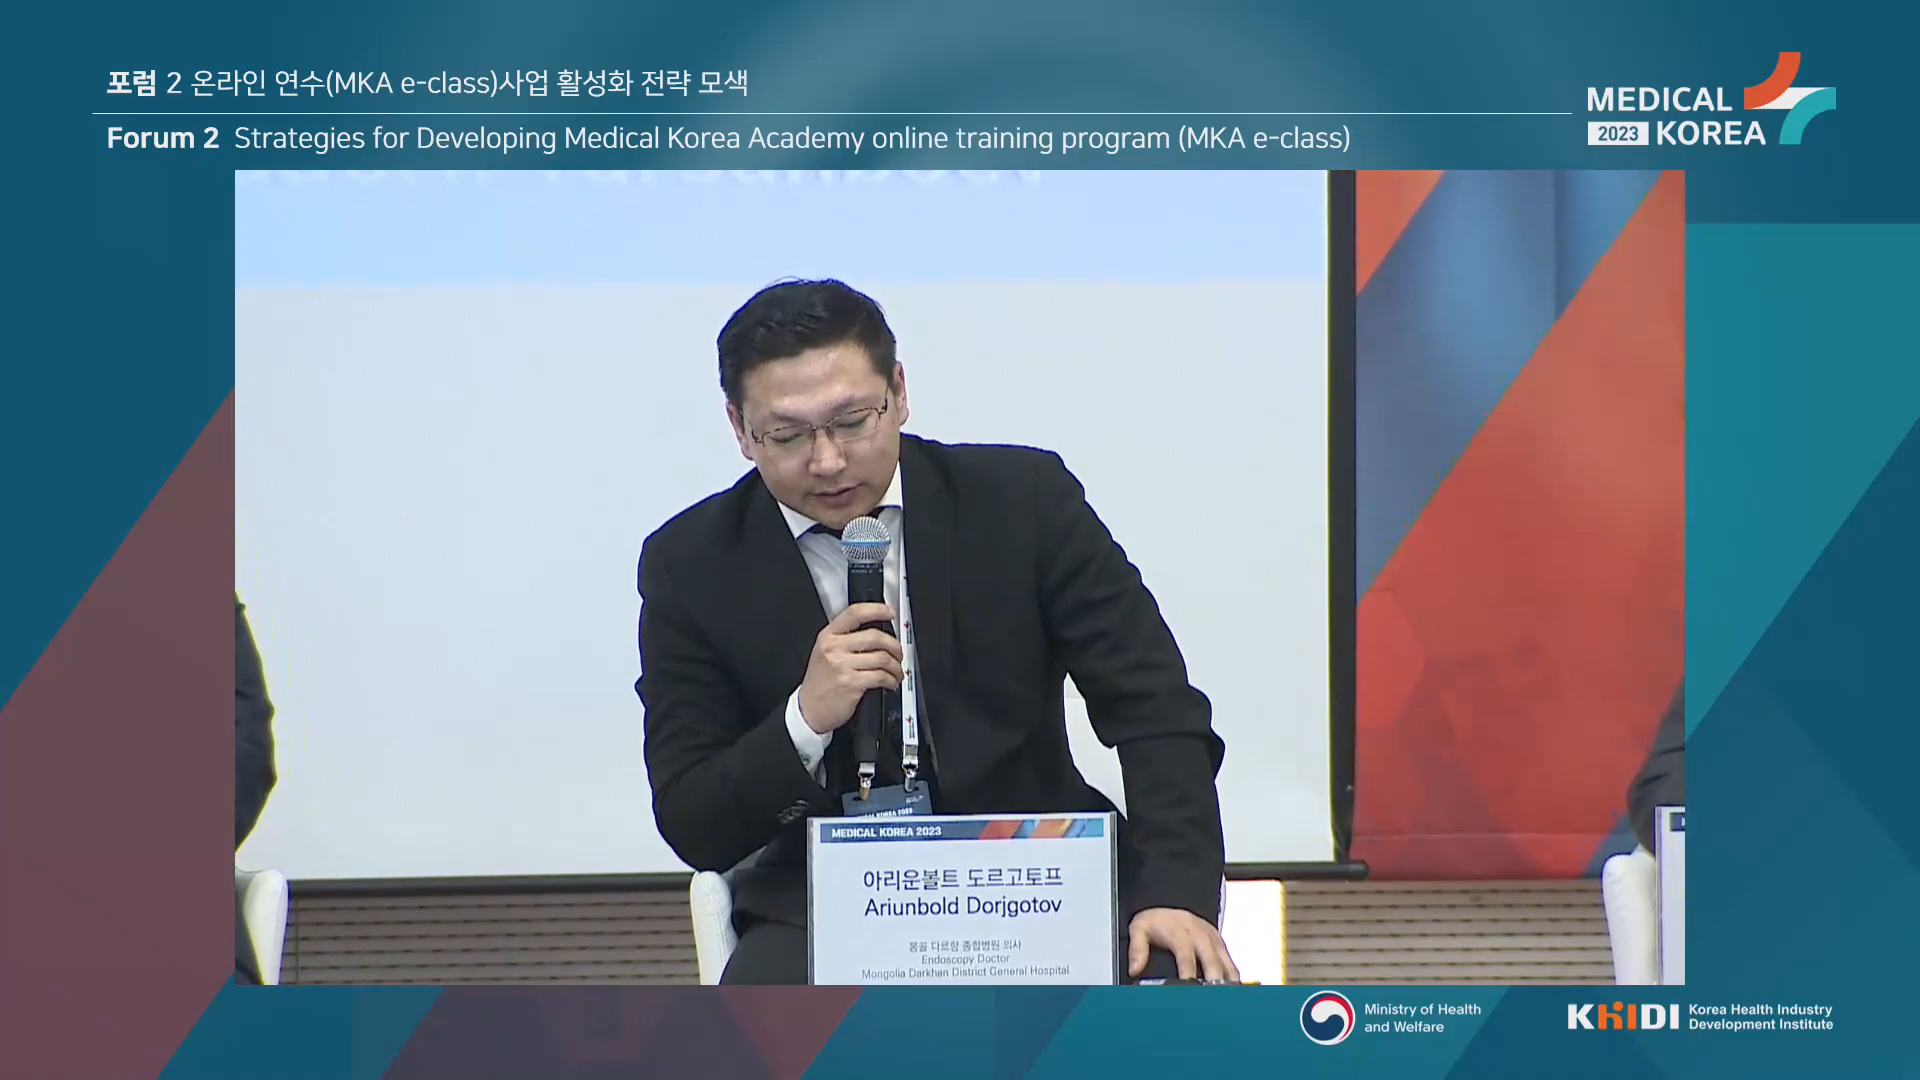 포럼 2 온라인 연수(MKA e-class)사업 활성화 전략 모색
Forum 2 Strategies for Developing Medical Korea Academy online training program (MKA e-class)
MEDICAL
2023 KOREA
MEDICAL KOREA 2023
아리운볼트 도르고토프
Ariunbold Dorjgotov
몽골 다르항 종합병원 의사
Endoscopy Doctor
Mongolia Darkhan District General Hospital
Ministry of Health
and Welfare
KHIDI
Korea Health Industry
Development Institute